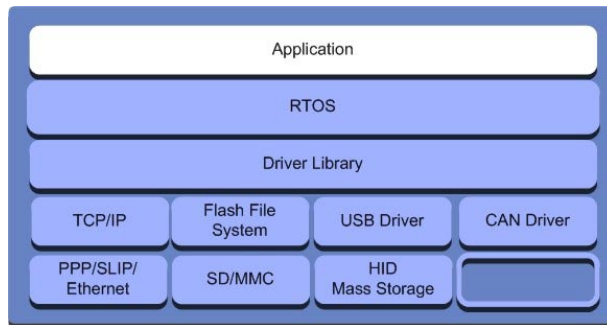 Application
RTOS
Driver Library
TCP/IP
Flash File
System
USB Driver
CAN Driver
PPP/SLIP/
Ethernet
SD/MMC
HID
Mass Storage